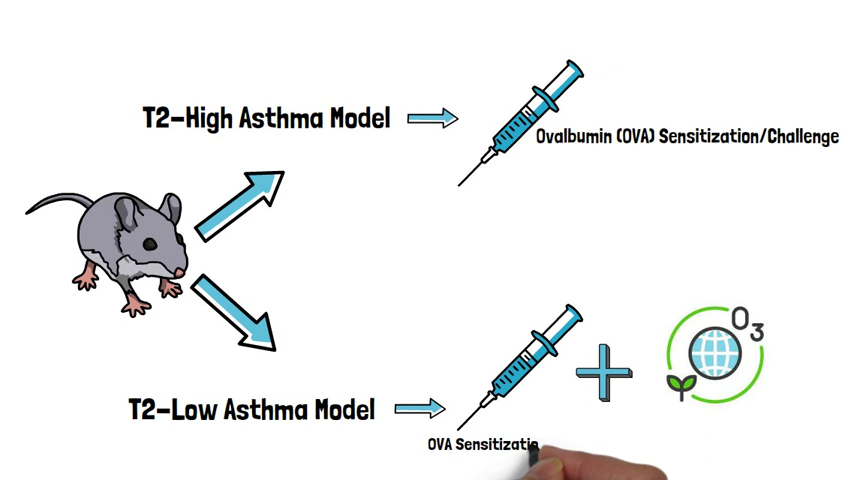 T2-High Asthma Model
Ovalbumin (OVA) Sensitization/Challenge
O3
T2-Low Asthma Model
OVA Sensitizatio